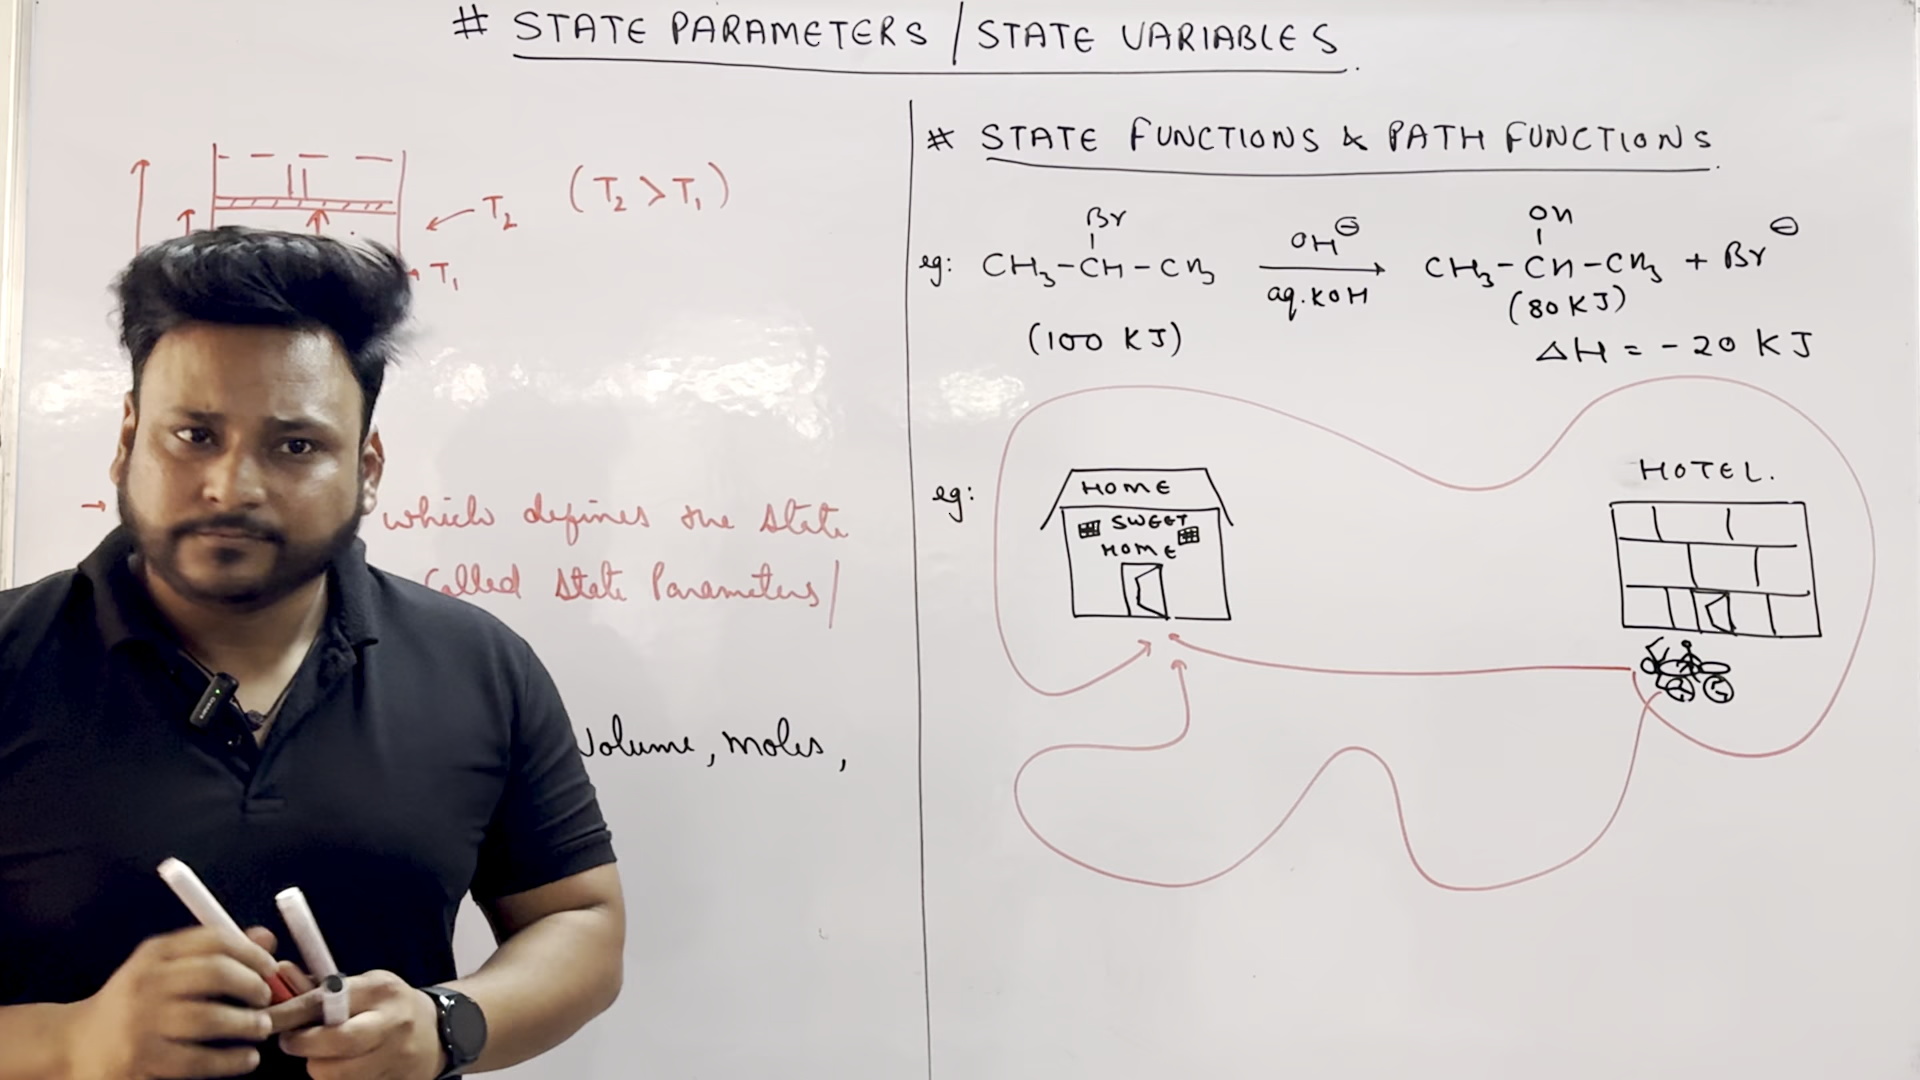 # STATE PARAMETERS / STATE VARIABLES.
T₂ (T₂ > T₁)
T₁
→ which defines the state
called state Parameters/
Volume, moles,
# STATE FUNCTIONS & PATH FUNCTIONS.
Br OH⊖ OH ⊖
eg: CH₃-CH-CH₃ → CH₃-CH-CH₃ + Br
aq.KOH (80 KJ)
(100 KJ) ΔH = -20 KJ
eg: HOME HOTEL.
SWEET
HOME